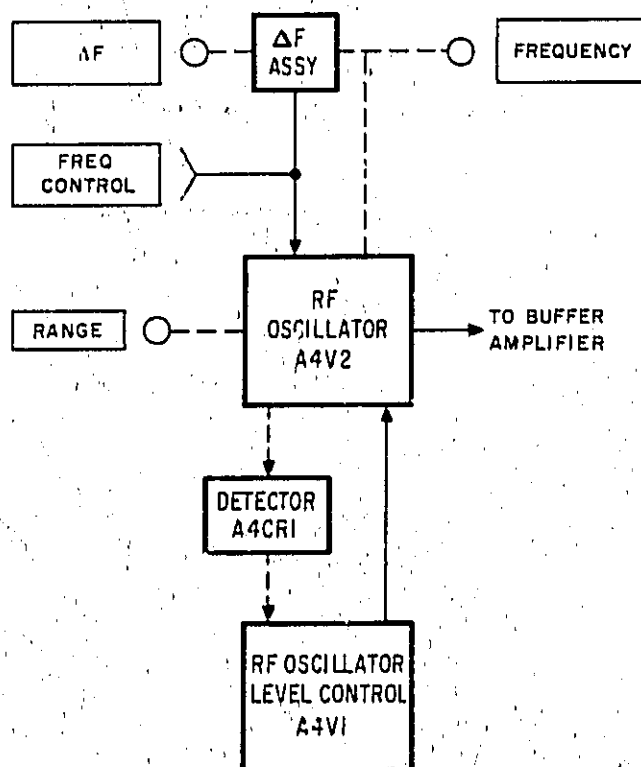 ΔF
ΔF
ASSY
FREQUENCY
FREQ
CONTROL
RF
OSCILLATOR
A4V2
RANGE
TO BUFFER
AMPLIFIER
DETECTOR
A4CR1
RF OSCILLATOR
LEVEL CONTROL
A4V1